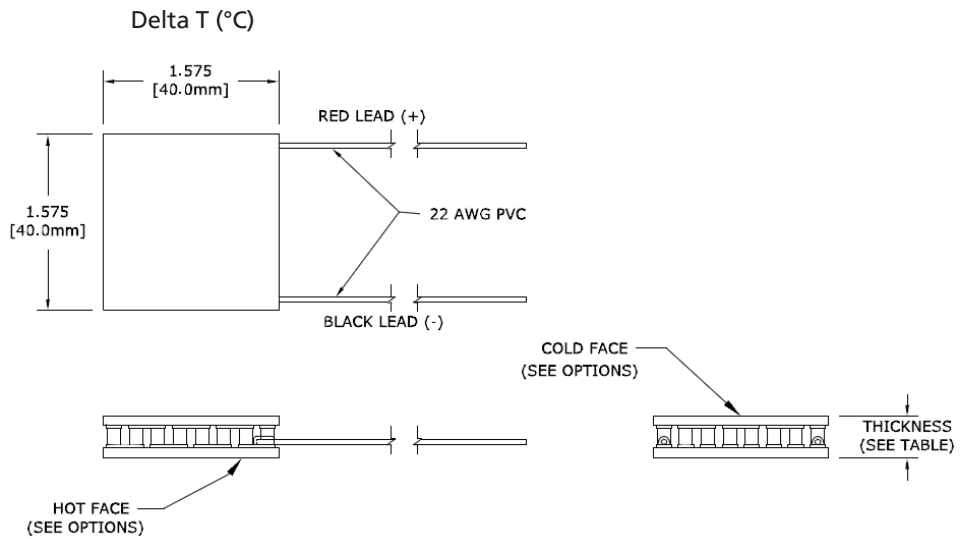 Delta T (°C)
1.575
[40.0mm]
RED LEAD (+)
1.575
[40.0mm]
22 AWG PVC
BLACK LEAD (-)
COLD FACE
(SEE OPTIONS)
THICKNESS
(SEE TABLE)
HOT FACE
(SEE OPTIONS)